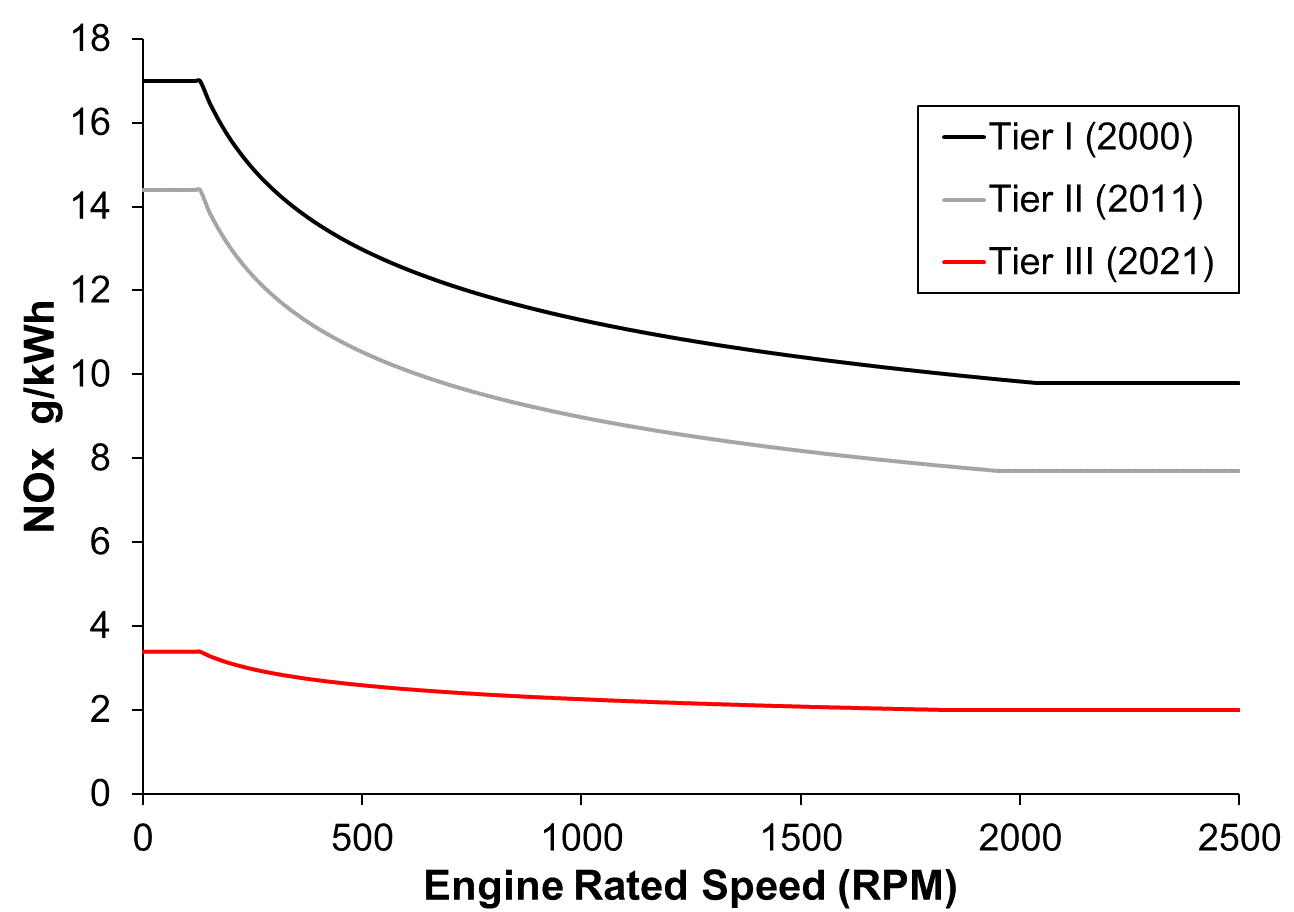 18
16
14
12
10
8
6
4
2
0
NOx g/kWh
Tier I (2000)
Tier II (2011)
Tier III (2021)
0 500 1000 1500 2000 2500
Engine Rated Speed (RPM)